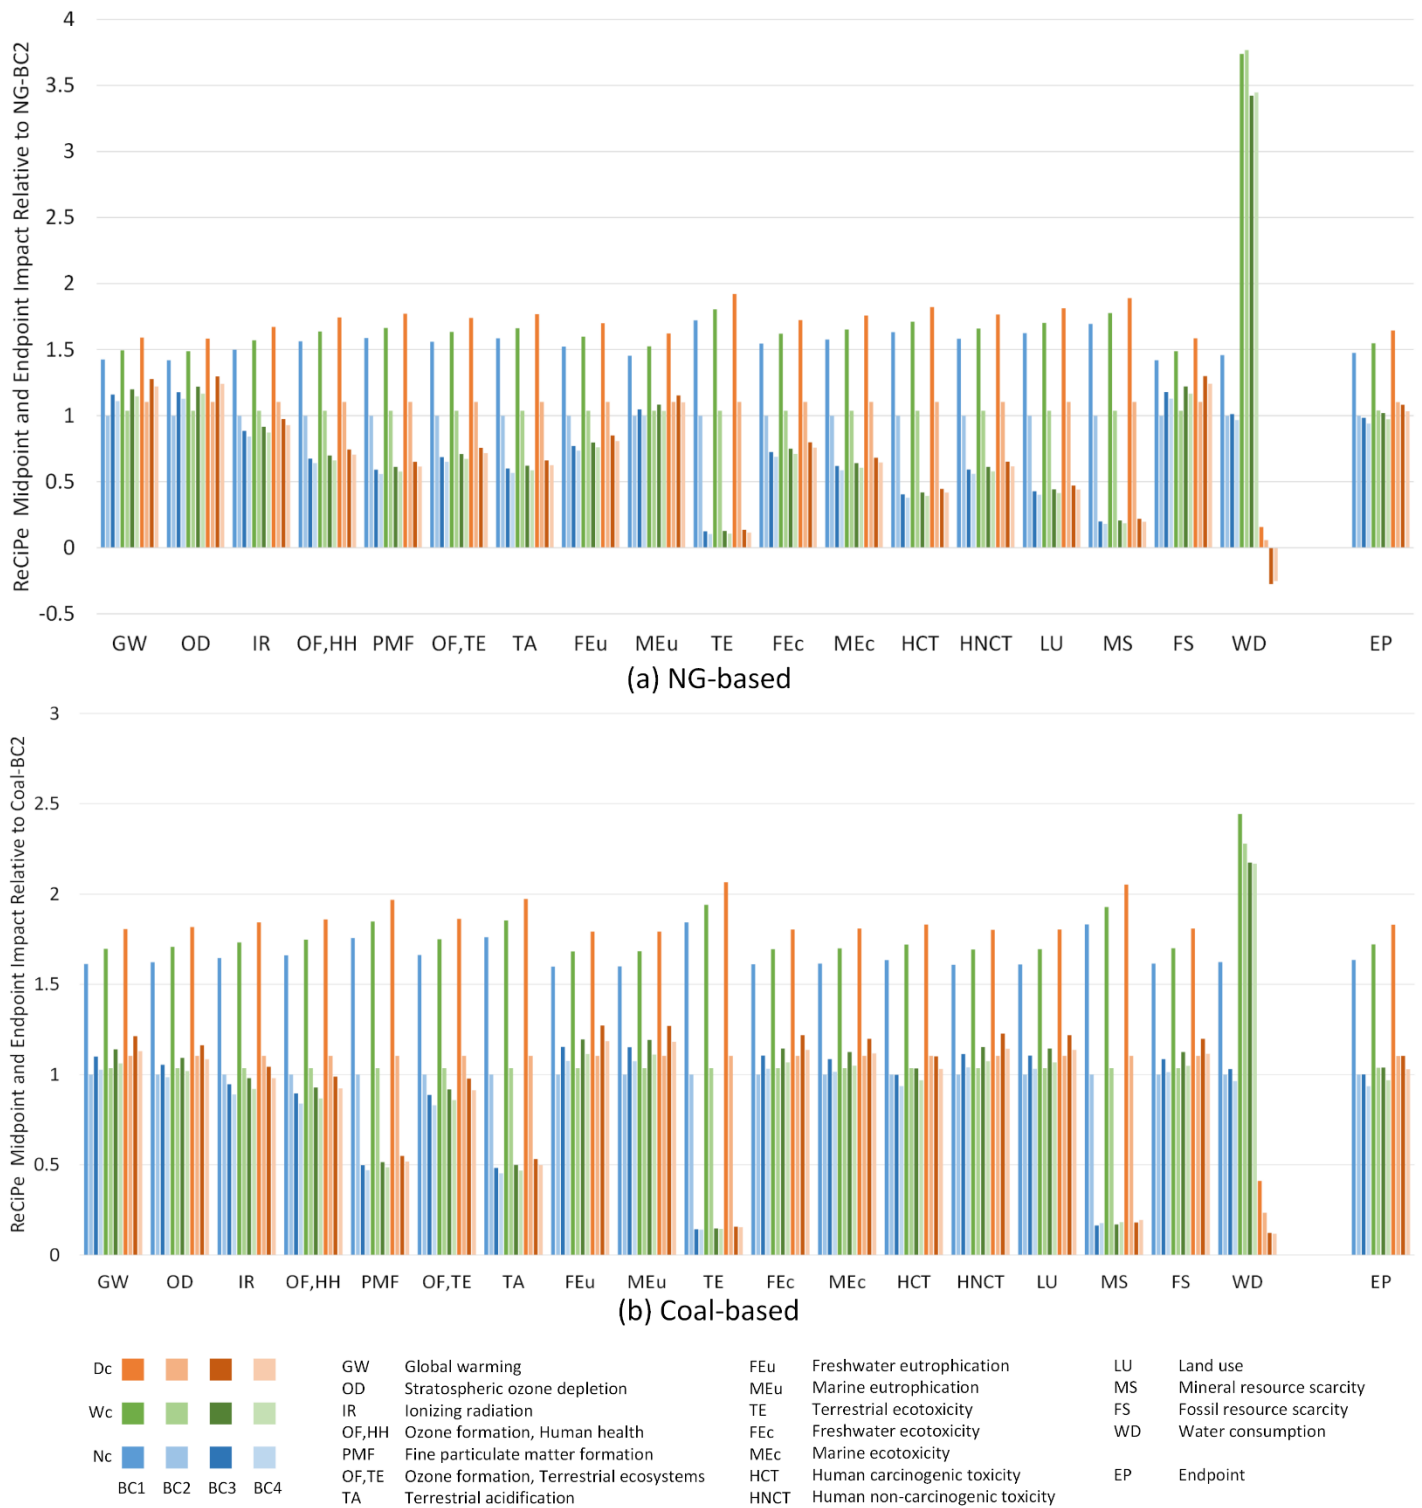 ReCiPe Midpoint and Endpoint Impact Relative to NG-BC2
4
3.5
3
2.5
2
1.5
1
0.5
0
-0.5
GW OD IR OF,HH PMF OF,TE TA FEu MEu TE FEc MEc HCT HNCT LU MS FS WD EP
(a) NG-based
ReCiPe Midpoint and Endpoint Impact Relative to Coal-BC2
3
2.5
2
1.5
1
0.5
0
GW OD IR OF,HH PMF OF,TE TA FEu MEu TE FEc MEc HCT HNCT LU MS FS WD EP
(b) Coal-based
Dc
Wc
Nc
BC1 BC2 BC3 BC4
GW Global warming
OD Stratospheric ozone depletion
IR Ionizing radiation
OF,HH Ozone formation, Human health
PMF Fine particulate matter formation
OF,TE Ozone formation, Terrestrial ecosystems
TA Terrestrial acidification
FEu Freshwater eutrophication
MEu Marine eutrophication
TE Terrestrial ecotoxicity
FEc Freshwater ecotoxicity
MEc Marine ecotoxicity
HCT Human carcinogenic toxicity
HNCT Human non-carcinogenic toxicity
LU Land use
MS Mineral resource scarcity
FS Fossil resource scarcity
WD Water consumption
EP Endpoint